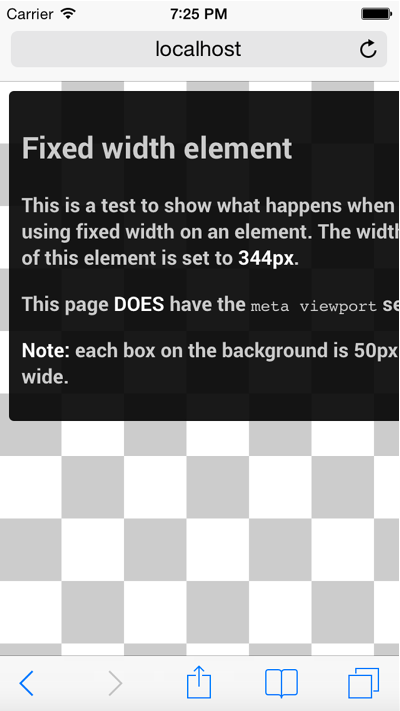 Carrier 7:25 PM
localhost
Fixed width element
This is a test to show what happens when
using fixed width on an element. The width
of this element is set to 344px.
This page DOES have the meta viewport se
Note: each box on the background is 50px
wide.